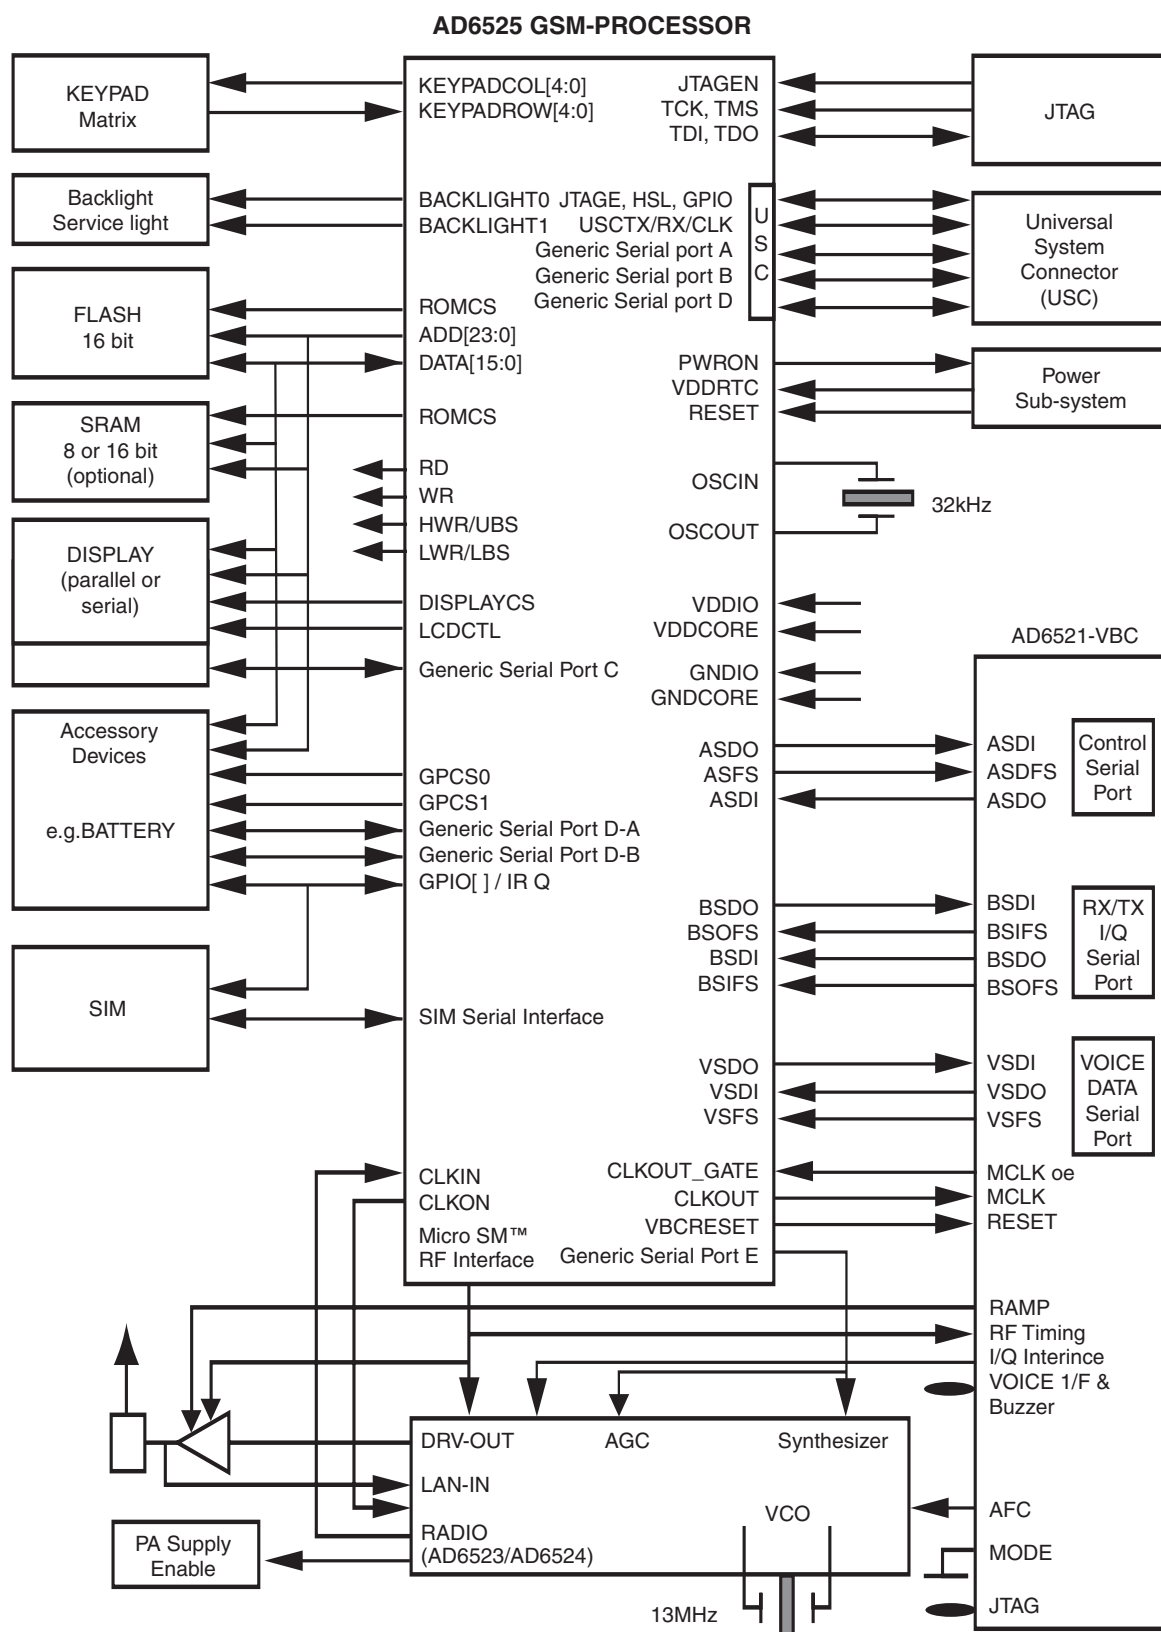 AD6525 GSM-PROCESSOR
KEYPAD
Matrix
Backlight
Service light
FLASH
16 bit
SRAM
8 or 16 bit
(optional)
DISPLAY
(parallel or
serial)
Accessory
Devices
e.g.BATTERY
SIM
KEYPADCOL[4:0]
KEYPADROW[4:0]
BACKLIGHT0
BACKLIGHT1
ROMCS
ADD[23:0]
DATA[15:0]
ROMCS
RD
WR
HWR/UBS
LWR/LBS
DISPLAYCS
LCDCTL
Generic Serial Port C
GPCS0
GPCS1
Generic Serial Port D-A
Generic Serial Port D-B
GPIO[ ] / IR Q
SIM Serial Interface
CLKIN
CLKON
Micro SM™
RF Interface
JTAGEN
TCK, TMS
TDI, TDO
JTAGE, HSL, GPIO
USCTX/RX/CLK
Generic Serial port A
Generic Serial port B
Generic Serial port D
U
S
C
PWRON
VDDRTC
RESET
OSCIN
OSCOUT
VDDIO
VDDCORE
GNDIO
GNDCORE
ASDO
ASFS
ASDI
BSDO
BSOFS
BSDI
BSIFS
VSDO
VSDI
VSFS
CLKOUT_GATE
CLKOUT
VBCRESET
Generic Serial Port E
JTAG
Universal
System
Connector
(USC)
Power
Sub-system
32kHz
AD6521-VBC
ASDI
ASDFS
ASDO
Control
Serial
Port
BSDI
BSIFS
BSDO
BSOFS
RX/TX
I/Q
Serial
Port
VSDI
VSDO
VSFS
VOICE
DATA
Serial
Port
MCLK oe
MCLK
RESET
RAMP
RF Timing
I/Q Interince
VOICE 1/F &
Buzzer
AFC
MODE
JTAG
DRV-OUT
AGC
Synthesizer
LAN-IN
VCO
RADIO
(AD6523/AD6524)
PA Supply
Enable
13MHz